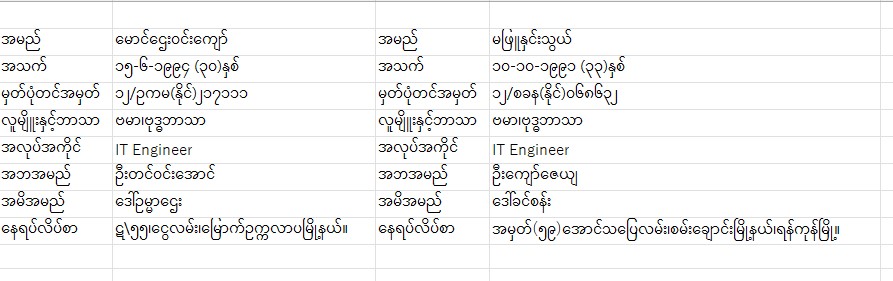 အမည် မောင်ဌေးဝင်းကျော် အမည် မဖြူနှင်းသွယ်
အသက် ၁၅-၆-၁၉၉၄ (၃၀)နှစ် အသက် ၁၀-၁၀-၁၉၉၁ (၃၃)နှစ်
မှတ်ပုံတင်အမှတ် ၁၂/ဥကမ(နိုင်)၂၁၇၁၁၁ မှတ်ပုံတင်အမှတ် ၁၂/စခန(နိုင်)၀၆၈၆၃၂
လူမျိုးနှင့်ဘာသာ ဗမာ၊ဗုဒ္ဓဘာသာ လူမျိုးနှင့်ဘာသာ ဗမာ၊ဗုဒ္ဓဘာသာ
အလုပ်အကိုင် IT Engineer အလုပ်အကိုင် IT Engineer
အဘအမည် ဦးတင်ဝင်းအောင် အဘအမည် ဦးကျော်ဇေယျ
အမိအမည် ဒေါ်ဥမ္မာဌေး အမိအမည် ဒေါ်ခင်စန်း
နေရပ်လိပ်စာ ဋ္ဌ\၅၅၊ငွေလမ်း၊မြောက်ဥက္ကလာပမြို့နယ်။ နေရပ်လိပ်စာ အမှတ်(၅၉)အောင်သပြေလမ်း၊စမ်းချောင်းမြို့နယ်၊ရန်ကုန်မြို့။